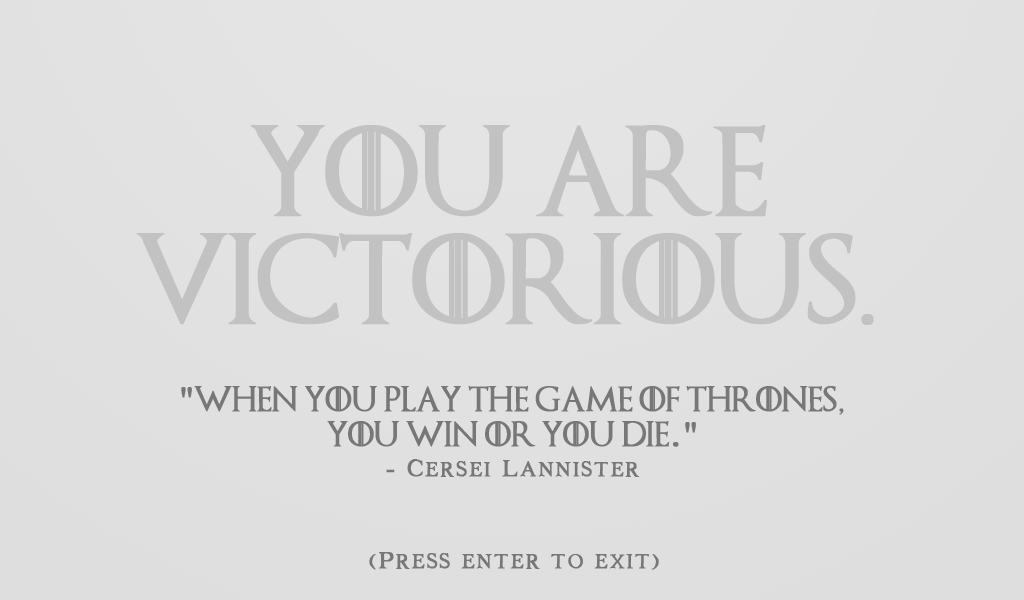 YOU ARE
VICTORIOUS.
"WHEN YOU PLAY THE GAME OF THRONES,
YOU WIN OR YOU DIE."
- CERSEI LANNISTER
(PRESS ENTER TO EXIT)